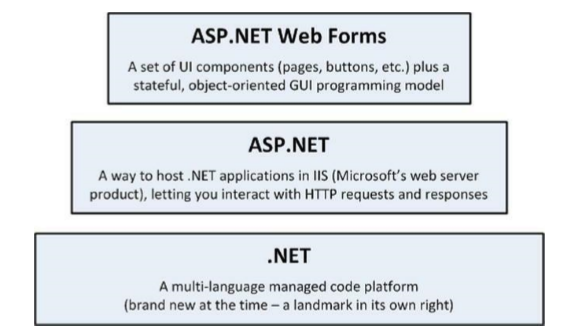 ASP.NET Web Forms
A set of UI components (pages, buttons, etc.) plus a
stateful, object-oriented GUI programming model
ASP.NET
A way to host .NET applications in IIS (Microsoft's web server
product), letting you interact with HTTP requests and responses
.NET
A multi-language managed code platform
(brand new at the time – a landmark in its own right)